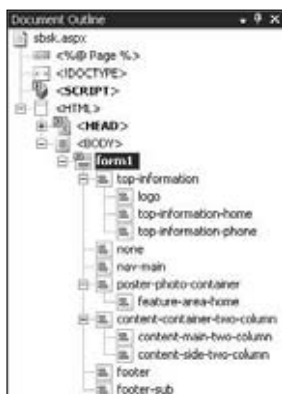 Document Outline
sbsk.aspx
<%@ Page %>
<!DOCTYPE>
<SCRIPT>
<HTML>
<HEAD>
<BODY>
form1
top-information
logo
top-information-home
top-information-phone
none
nav-main
poster-photo-container
feature-area-home
content-container-two-column
content-main-two-column
content-side-two-column
footer
footer-sub